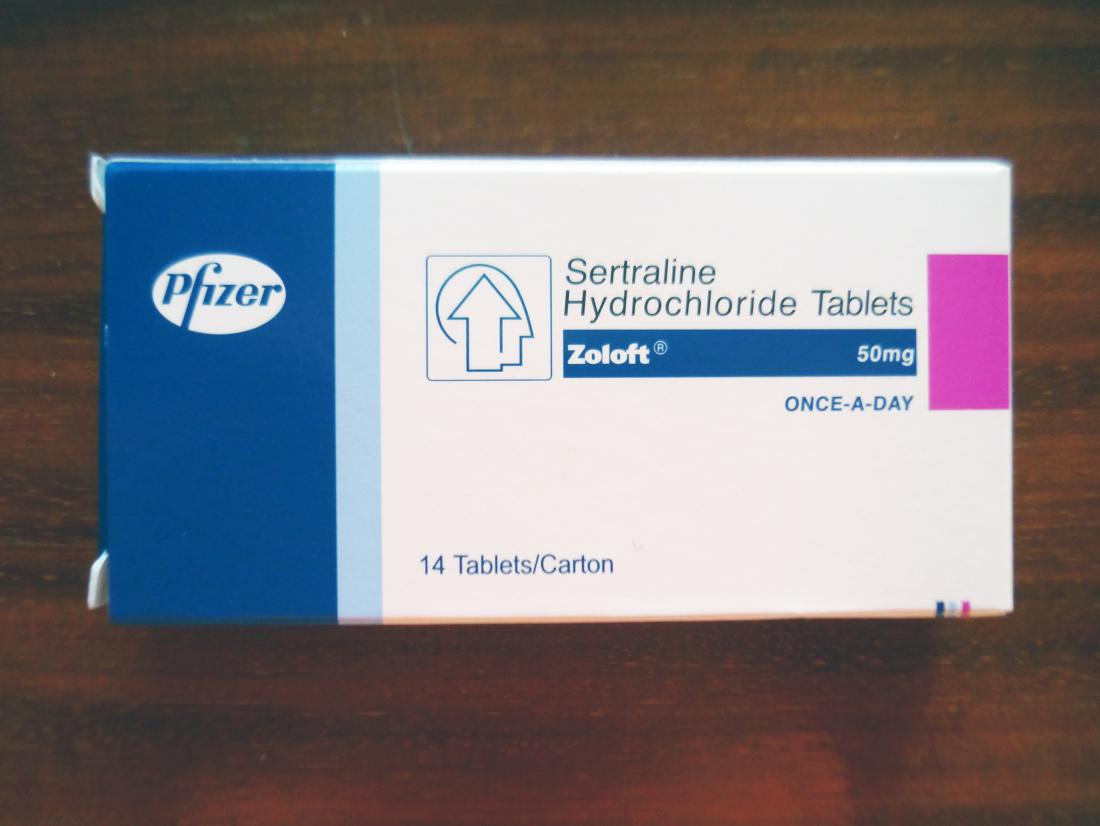 Pfizer
Sertraline
Hydrochloride Tablets
Zoloft® 50mg
ONCE-A-DAY
14 Tablets/Carton